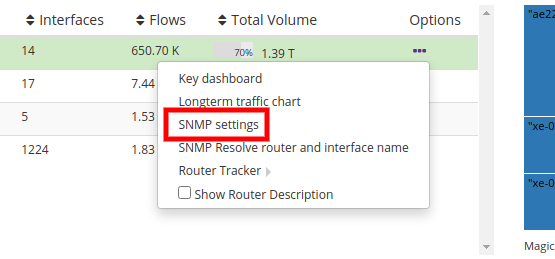 Interfaces Flows Total Volume Options
14 650.70 K 70% 1.39 T •••
17 7.44
5 1.53
1224 1.83
Key dashboard
Longterm traffic chart
SNMP settings
SNMP Resolve router and interface name
Router Tracker
Show Router Description
"ae22
"xe-0
"xe-0
Magic